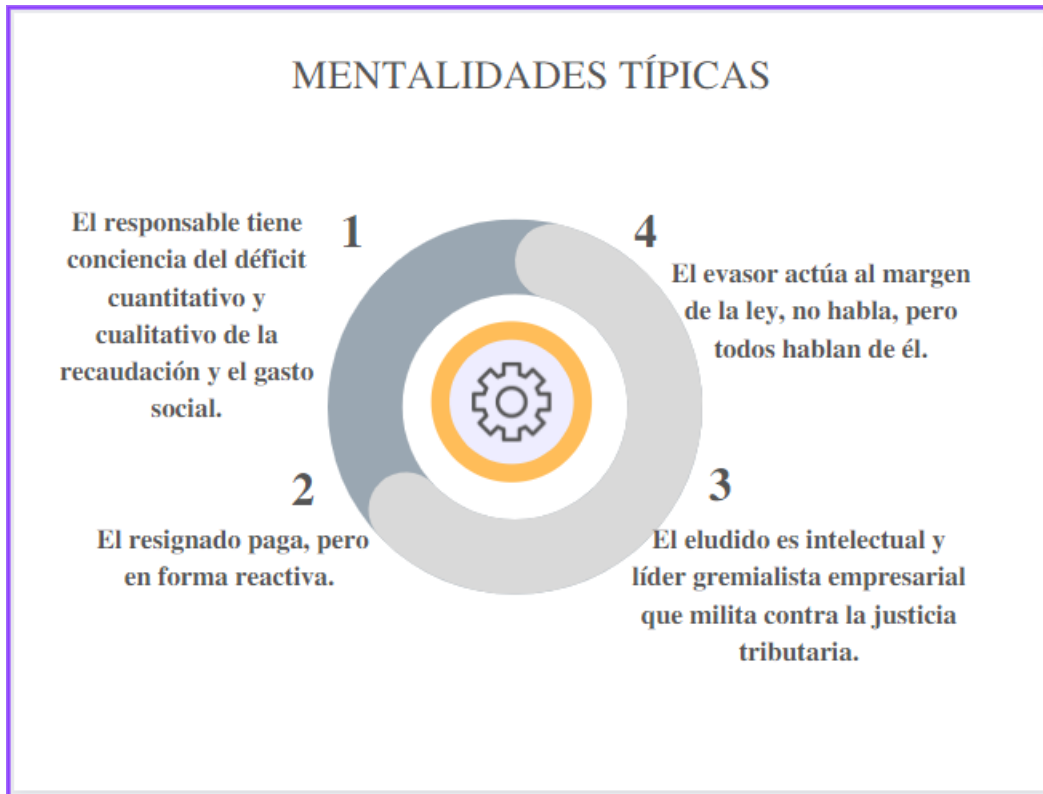 MENTALIDADES TÍPICAS
1
El responsable tiene
conciencia del déficit
cuantitativo y
cualitativo de la
recaudación y el gasto
social.
2
El resignado paga, pero
en forma reactiva.
3
El eludido es intelectual y
líder gremialista empresarial
que milita contra la justicia
tributaria.
4
El evasor actúa al margen
de la ley, no habla, pero
todos hablan de él.